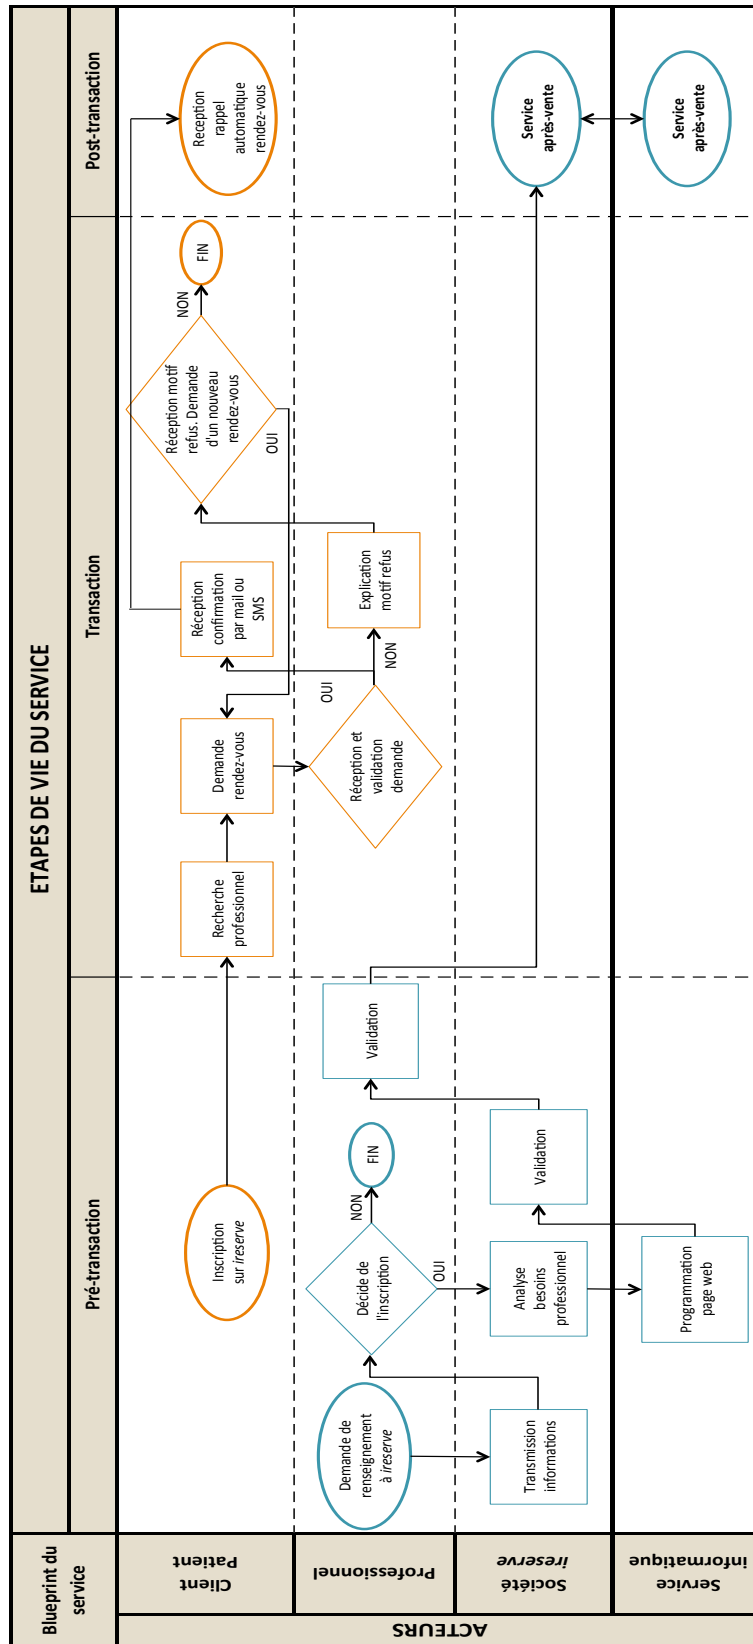 ETAPES DE VIE DU SERVICE
Blueprint du
service
Pré-transaction
Transaction
Post-transaction
ACTEURS
Client
Patient
Inscription
sur ireserve
Recherche
professionnel
Demande
rendez-vous
Réception
confirmation
par mail ou
SMS
Réception motif
refus. Demande
d'un nouveau
rendez-vous
NON
FIN
OUI
Reception
rappel
automatique
rendez-vous
Professionnel
Demande de
renseignement
à ireserve
Décide de
l'inscription
NON
FIN
OUI
Validation
Réception et
validation
demande
OUI
NON
Explication
motif refus
Société
ireserve
Transmission
informations
Analyse
besoins
professionnel
Validation
Service
après-vente
Service
informatique
Programmation
page web
Service
après-vente